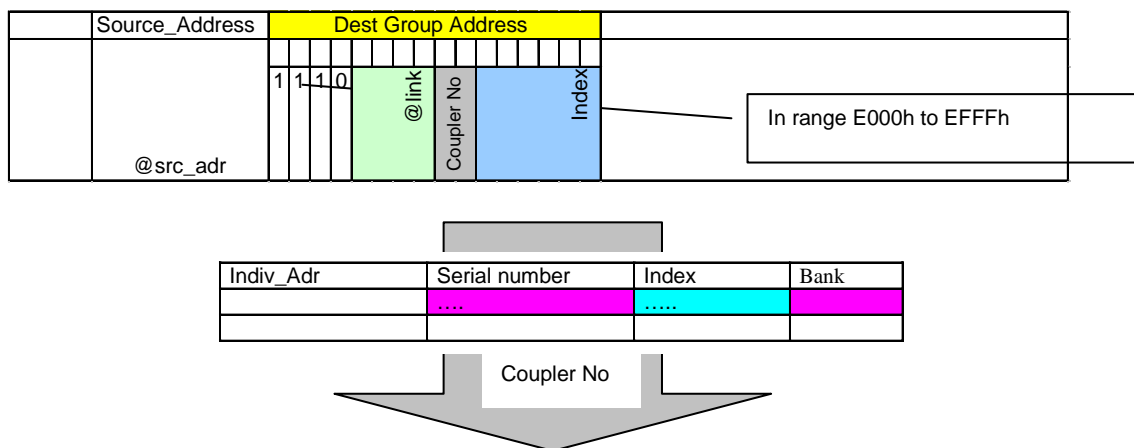 Source_Address Dest Group Address
1 1 1 0 @link Coupler No Index
In range E000h to EFFFh
@src_adr
Indiv_Adr Serial number Index Bank
.... .....
Coupler No